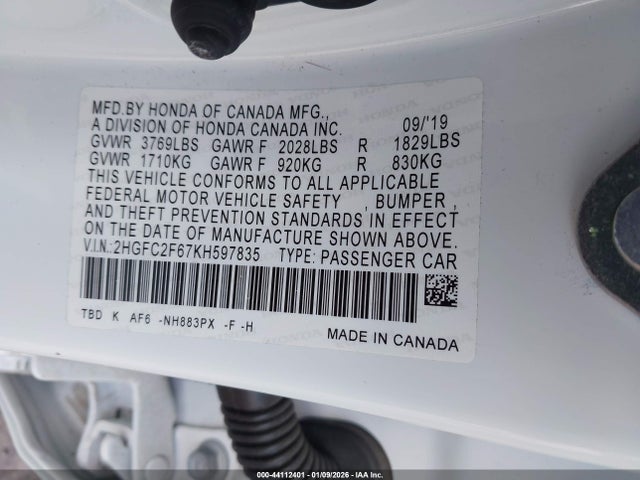 MFD.BY HONDA OF CANADA MFG.,
A DIVISION OF HONDA CANADA INC. 09/'19
GVWR 3769LBS GAWR F 2028LBS R 1829LBS
GVWR 1710KG GAWR F 920KG R 830KG
THIS VEHICLE CONFORMS TO ALL APPLICABLE
FEDERAL MOTOR VEHICLE SAFETY , BUMPER ,
AND THEFT PREVENTION STANDARDS IN EFFECT
ON THE DATE OF MANUFACTURE SHOWN ABOVE.
V.I.N.:2HGFC2F67KH597835 TYPE: PASSENGER CAR
TBD K AF6 -NH883PX -F -H
MADE IN CANADA
000-44112401 - 01/09/2026 - IAA Inc.